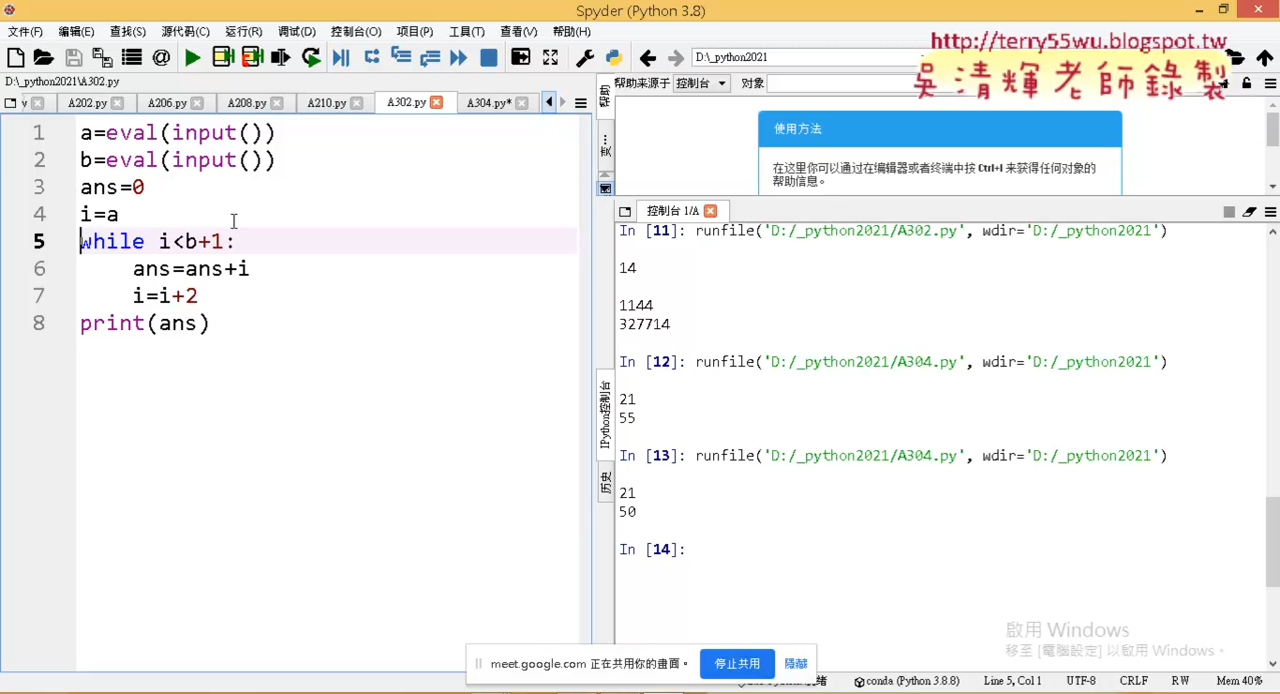 Spyder (Python 3.8)
文件(F) 编辑(E) 查找(S) 源代码(C) 运行(R) 调试(D) 控制台(O) 项目(P) 工具(T) 查看(V) 帮助(H)
http://terry55wu.blogspot.tw
吳清輝老師錄製
D:\_python2021
D:\_python2021\A302.py
帮助来源于 控制台 对象
A202.py A206.py A208.py A210.py A302.py A304.py*
帮助
1 a=eval(input())
2 b=eval(input())
3 ans=0
4 i=a
5 while i<b+1:
6 ans=ans+i
7 i=i+2
8 print(ans)
使用方法
在这里你可以通过在编辑器或者终端中按 Ctrl+I 来获得任何对象的
帮助信息。
控制台 1/A
In [11]: runfile('D:/_python2021/A302.py', wdir='D:/_python2021')
14
1144
327714
In [12]: runfile('D:/_python2021/A304.py', wdir='D:/_python2021')
21
55
In [13]: runfile('D:/_python2021/A304.py', wdir='D:/_python2021')
21
50
In [14]:
IPython控制台
历史
啟用 Windows
移至 [電腦設定] 以啟用 Windows。
meet.google.com 正在共用你的畫面。 停止共用 隱藏
conda (Python 3.8.8) Line 5, Col 1 UTF-8 CRLF RW Mem 40%